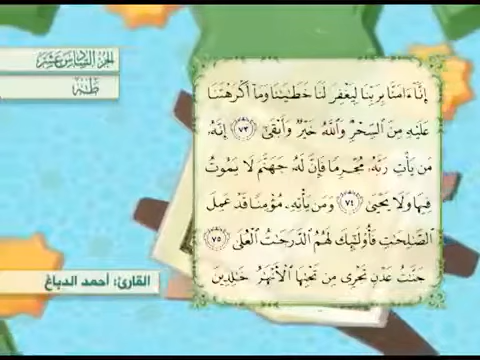 الجزء السادس عشر
طه
إِنَّا ءَامَنَّا بِرَبِّنَا لِيَغْفِرَ لَنَا خَطَـٰيَـٰنَا وَمَآ أَكْرَهْتَنَا
عَلَيْهِ مِنَ ٱلسِّحْرِ وَٱللَّهُ خَيْرٌ وَأَبْقَىٰٓ ٧٣ إِنَّهُۥ
مَن يَأْتِ رَبَّهُۥ مُجْرِمًا فَإِنَّ لَهُۥ جَهَنَّمَ لَا يَمُوتُ
فِيهَا وَلَا يَحْيَىٰ ٧٤ وَمَن يَأْتِهِۦ مُؤْمِنًا قَدْ عَمِلَ
ٱلصَّـٰلِحَـٰتِ فَأُو۟لَـٰٓئِكَ لَهُمُ ٱلدَّرَجَـٰتُ ٱلْعُلَىٰ ٧٥
جَنَّـٰتُ عَدْنٍ تَجْرِى مِن تَحْتِهَا ٱلْأَنْهَـٰرُ خَـٰلِدِينَ
القارئ: أحمد الدباغ